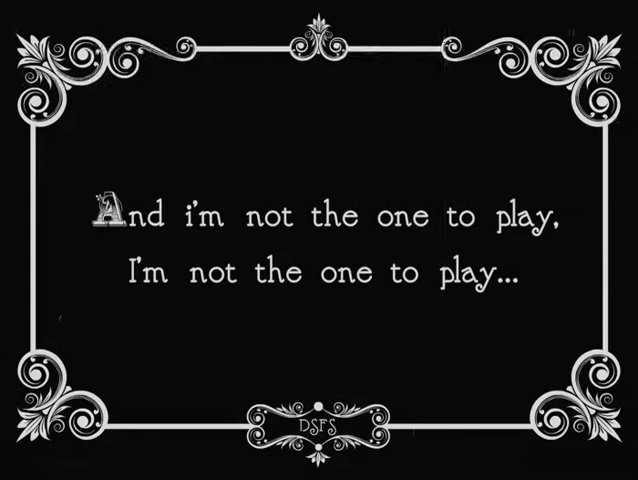 And i'm not the one to play,
I'm not the one to play...
DSFS